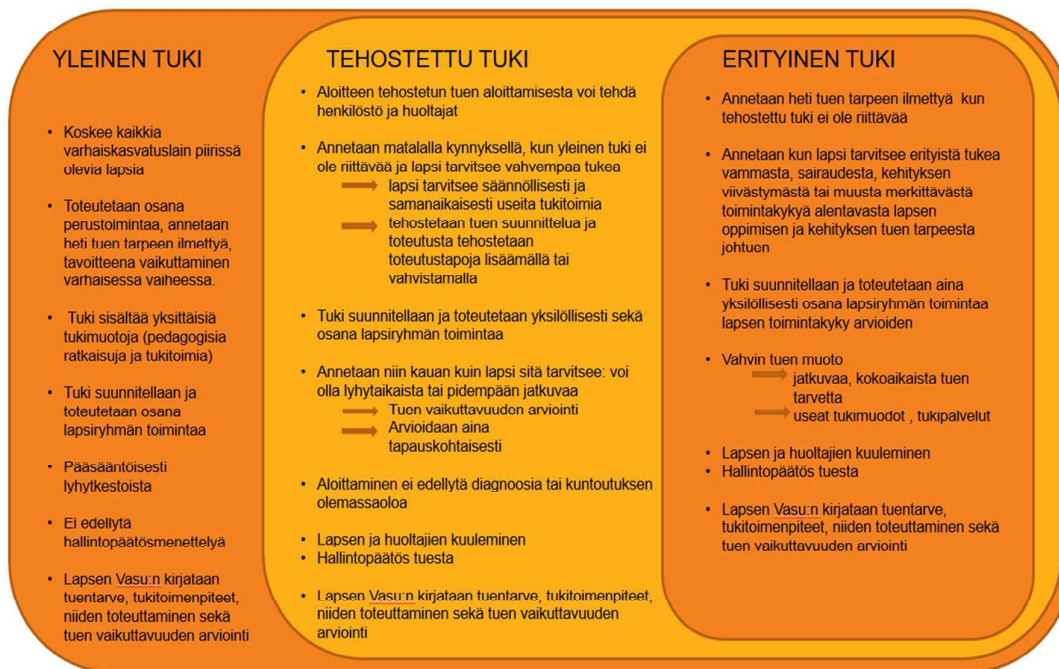 YLEINEN TUKI
• Koskee kaikkia
varhaiskasvatuslain piirissä
olevia lapsia
• Toteutetaan osana
perustoimintaa, annetaan
heti tuen tarpeen ilmettyä,
tavoitteena vaikuttaminen
varhaisessa vaiheessa.
• Tuki sisältää yksittäisiä
tukimuotoja (pedagogisia
ratkaisuja ja tukitoimia)
• Tuki suunnitellaan ja
toteutetaan osana
lapsiryhmän toimintaa
• Pääsääntöisesti
lyhytkestoista
• Ei edellytä
hallintopäätösmenettelyä
• Lapsen Vasu:n kirjataan
tuentarve, tukitoimenpiteet,
niiden toteuttaminen sekä
tuen vaikuttavuuden arviointi
TEHOSTETTU TUKI
• Aloitteen tehostetun tuen aloittamisesta voi tehdä
henkilöstö ja huoltajat
• Annetaan matalalla kynnyksellä, kun yleinen tuki ei
ole riittävää ja lapsi tarvitsee vahvempaa tukea
lapsi tarvitsee säännöllisesti ja
samanaikaisesti useita tukitoimia
tehostetaan tuen suunnittelua ja
toteutusta tehostetaan
toteutustapoja lisäämällä tai
vahvistamalla
• Tuki suunnitellaan ja toteutetaan yksilöllisesti sekä
osana lapsiryhmän toimintaa
• Annetaan niin kauan kuin lapsi sitä tarvitsee: voi
olla lyhytaikaista tai pidempään jatkuvaa
Tuen vaikuttavuuden arviointi
Arvioidaan aina
tapauskohtaisesti
• Aloittaminen ei edellytä diagnoosia tai kuntoutuksen
olemassaoloa
• Lapsen ja huoltajien kuuleminen
• Hallintopäätös tuesta
• Lapsen Vasu:n kirjataan tuentarve, tukitoimenpiteet,
niiden toteuttaminen sekä tuen vaikuttavuuden
arviointi
ERITYINEN TUKI
• Annetaan heti tuen tarpeen ilmettyä kun
tehostettu tuki ei ole riittävää
• Annetaan kun lapsi tarvitsee erityistä tukea
vammasta, sairaudesta, kehityksen
viivästymästä tai muusta merkittävästä
toimintakykyä alentavasta lapsen
oppimisen ja kehityksen tuen tarpeesta
johtuen
• Tuki suunnitellaan ja toteutetaan aina
yksilöllisesti osana lapsiryhmän toimintaa
lapsen toimintakyky arvioiden
• Vahvin tuen muoto
jatkuvaa, kokoaikaista tuen
tarvetta
useat tukimuodot , tukipalvelut
• Lapsen ja huoltajien kuuleminen
• Hallintopäätös tuesta
• Lapsen Vasu:n kirjataan tuentarve,
tukitoimenpiteet, niiden toteuttaminen sekä
tuen vaikuttavuuden arviointi